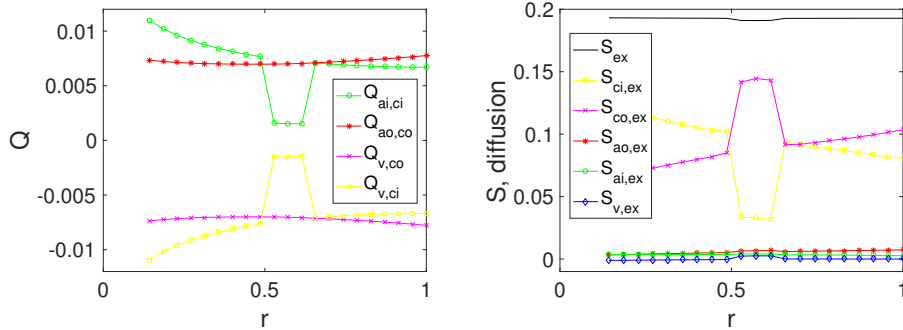 0.01
0.005
0
-0.005
-0.01
Q
0
0.5
1
r
Q_ai,ci
Q_ao,co
Q_v,co
Q_v,ci
0.2
0.15
0.1
0.05
0
S, diffusion
0
0.5
1
r
S_ex
S_ci,ex
S_co,ex
S_ao,ex
S_ai,ex
S_v,ex